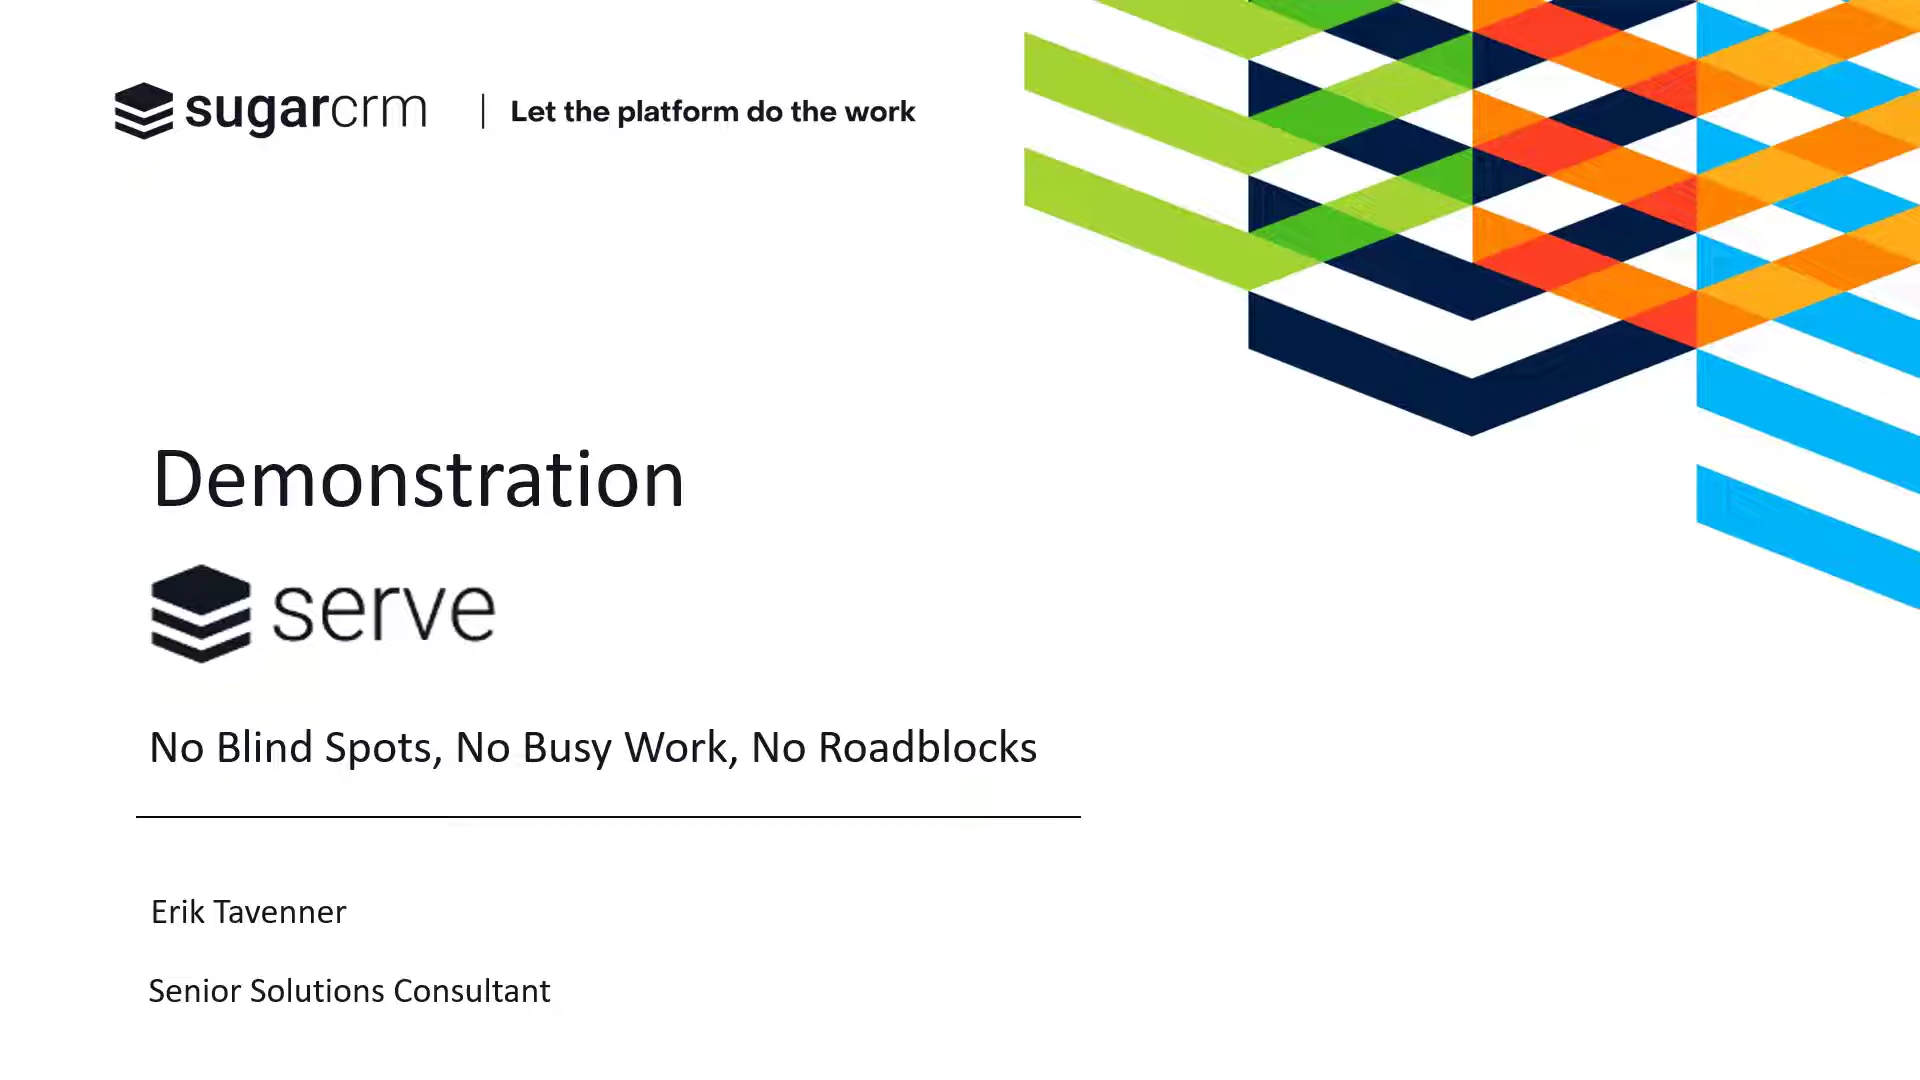 sugarcrm | Let the platform do the work
Demonstration
serve
No Blind Spots, No Busy Work, No Roadblocks
Erik Tavenner
Senior Solutions Consultant